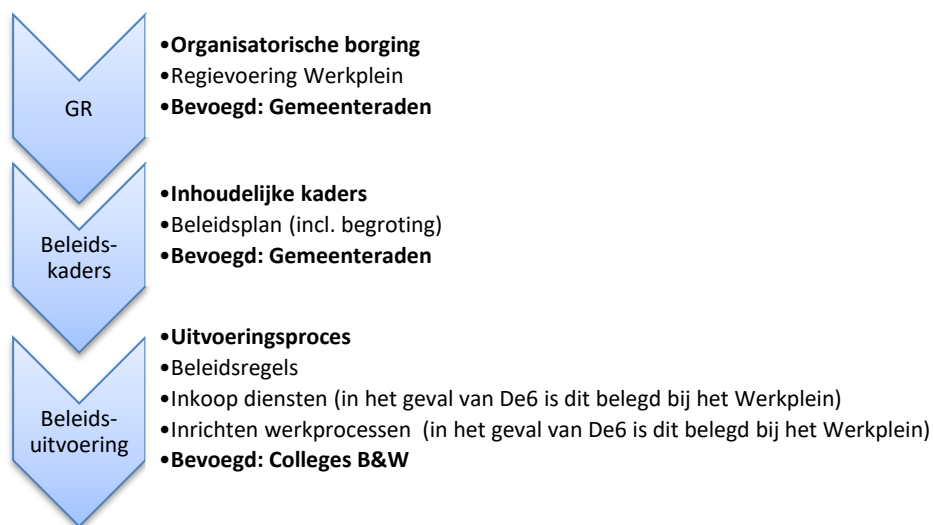 GR
•Organisatorische borging
•Regievoering Werkplein
•Bevoegd: Gemeenteraden
Beleids-
kaders
•Inhoudelijke kaders
•Beleidsplan (incl. begroting)
•Bevoegd: Gemeenteraden
Beleids-
uitvoering
•Uitvoeringsproces
•Beleidsregels
•Inkoop diensten (in het geval van De6 is dit belegd bij het Werkplein)
•Inrichten werkprocessen  (in het geval van De6 is dit belegd bij het Werkplein)
•Bevoegd: Colleges B&W